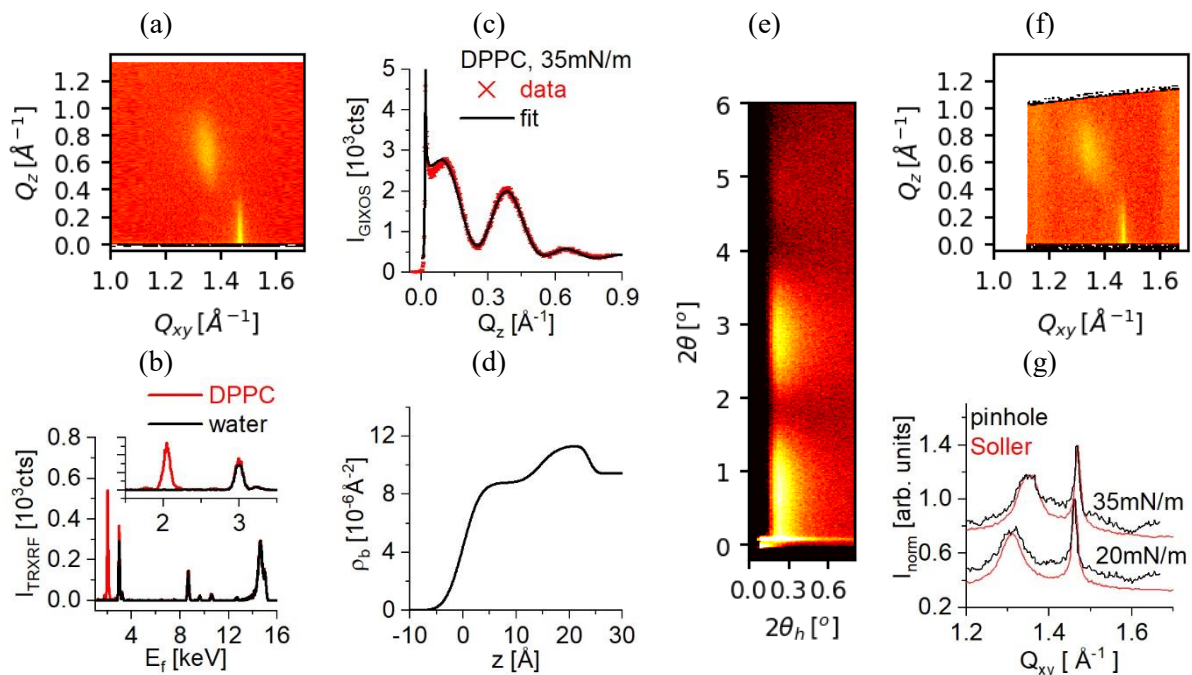 (a)
1.2
1.0
0.8
0.6
0.4
0.2
0.0
Q_z [Å⁻¹]
1.0 1.2 1.4 1.6
Q_xy [Å⁻¹]
(b)
DPPC
water
0.8
0.6
0.4
0.2
0.0
I_TRXRF [10³cts]
2 3
4 8 12 16
E_f [keV]
(c)
DPPC, 35mN/m
data
fit
5
4
3
2
1
0
I_GIXOS [10³cts]
0.0 0.3 0.6 0.9
Q_z [Å⁻¹]
(d)
12
8
4
0
ρ_b [10⁻⁶Å⁻²]
-10 0 10 20 30
z [Å]
(e)
6
5
4
3
2
1
0
2θ [°]
0.0 0.3 0.6
2θ_h [°]
(f)
1.2
1.0
0.8
0.6
0.4
0.2
0.0
Q_z [Å⁻¹]
1.0 1.2 1.4 1.6
Q_xy [Å⁻¹]
(g)
pinhole
Soller
1.4
1.0
0.6
0.2
I_norm [arb. units]
35mN/m
20mN/m
1.2 1.4 1.6
Q_xy [Å⁻¹]